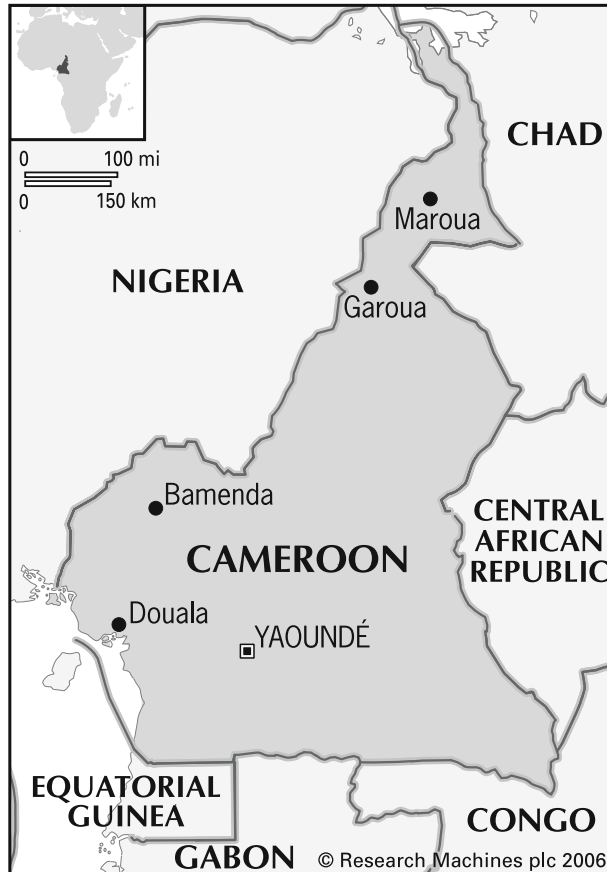 0 100 mi
0 150 km
CHAD
Maroua
NIGERIA
Garoua
Bamenda
CENTRAL
AFRICAN
REPUBLIC
CAMEROON
Douala
YAOUNDÉ
EQUATORIAL
GUINEA
CONGO
GABON
© Research Machines plc 2006